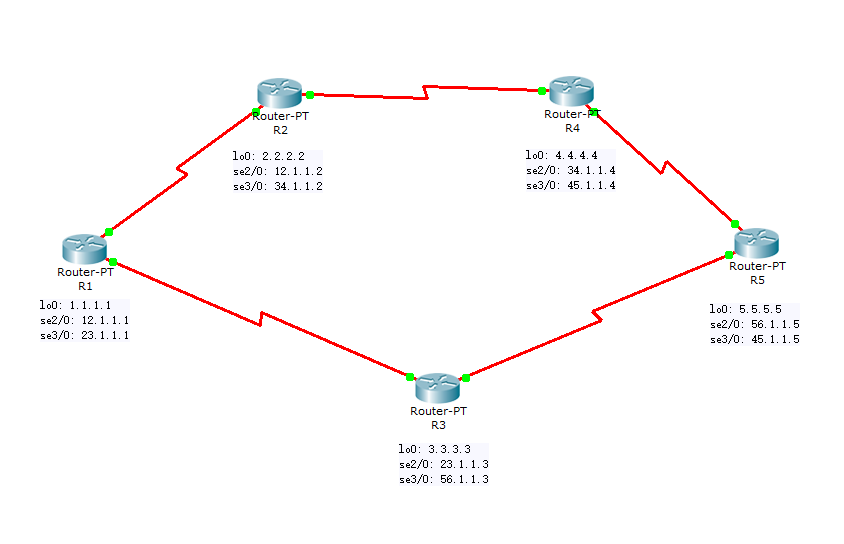 Router-PT
R2
lo0: 2.2.2.2
se2/0: 12.1.1.2
se3/0: 34.1.1.2
Router-PT
R4
lo0: 4.4.4.4
se2/0: 34.1.1.4
se3/0: 45.1.1.4
Router-PT
R1
lo0: 1.1.1.1
se2/0: 12.1.1.1
se3/0: 23.1.1.1
Router-PT
R5
lo0: 5.5.5.5
se2/0: 56.1.1.5
se3/0: 45.1.1.5
Router-PT
R3
lo0: 3.3.3.3
se2/0: 23.1.1.3
se3/0: 56.1.1.3